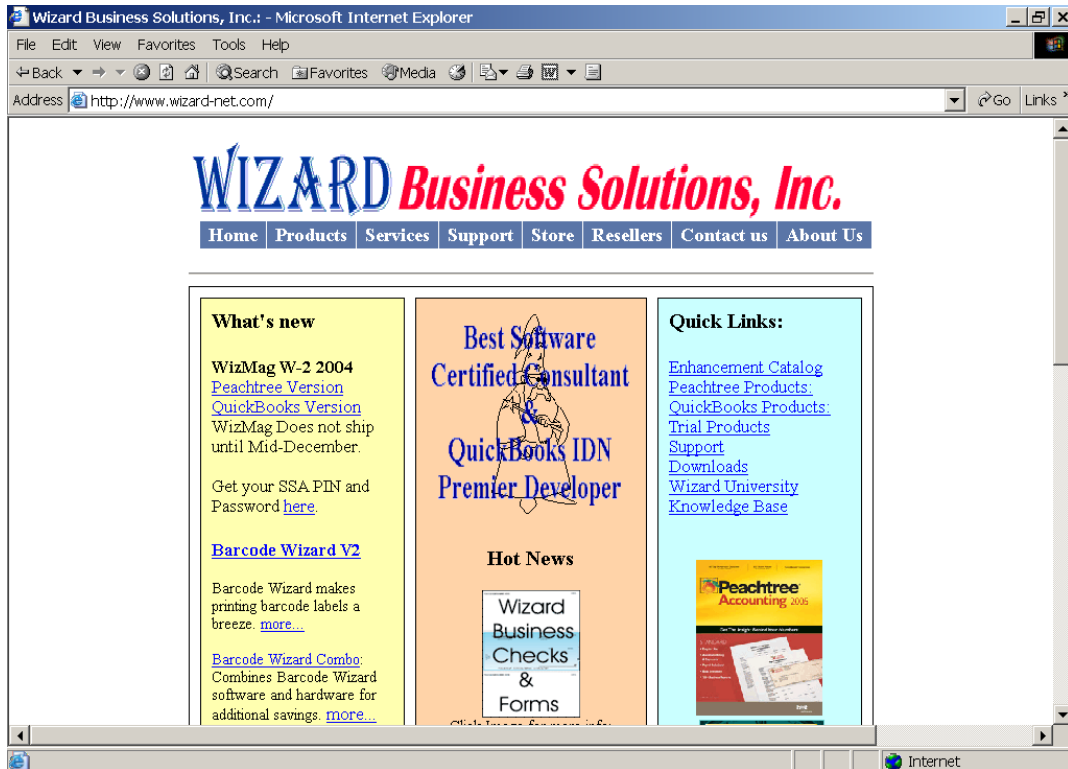 Wizard Business Solutions, Inc.: - Microsoft Internet Explorer
File Edit View Favorites Tools Help
Back Search Favorites Media
Address http://www.wizard-net.com/ Go Links
WIZARD Business Solutions, Inc.
Home Products Services Support Store Resellers Contact us About Us
What's new
WizMag W-2 2004
Peachtree Version
QuickBooks Version
WizMag Does not ship
until Mid-December.
Get your SSA PIN and
Password here.
Barcode Wizard V2
Barcode Wizard makes
printing barcode labels a
breeze. more...
Barcode Wizard Combo:
Combines Barcode Wizard
software and hardware for
additional savings. more...
Best Software
Certified Consultant
&
QuickBooks IDN
Premier Developer
Hot News
Wizard
Business
Checks
&
Forms
Click Image for more info:
Quick Links:
Enhancement Catalog
Peachtree Products:
QuickBooks Products:
Trial Products
Support
Downloads
Wizard University
Knowledge Base
Peachtree
Accounting 2005
Internet